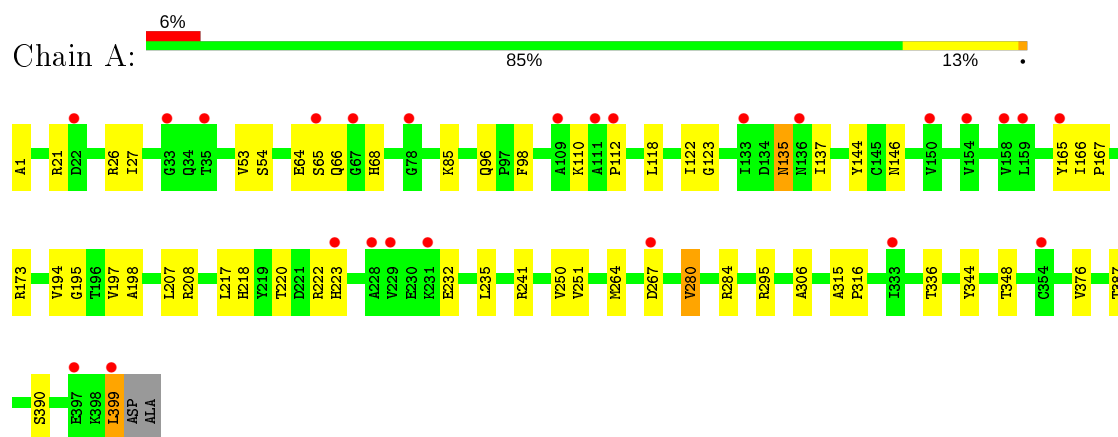 6%
Chain A:
85% 13% •
A1 R21 D22 R26 I27 G33 Q34 T35 V53 S54 E64 S65 Q66 G67 H68 G78 K85 Q96 P97 F98 A109 K110 A111 P112 L118 I122 G123 I133 D134 N135 N136 I137 Y144 C145 N146 V150 V154 V158 L159 Y165 I166 P167
R173 V194 G195 T196 V197 A198 L207 R208 L217 H218 Y219 T220 D221 R222 H223 A228 V229 E230 K231 E232 L235 R241 V250 V251 M264 D267 V280 R284 R295 A306 A315 P316 I333 T336 Y344 T348 C354 V376 T387
S390 E397 K398 L399 ASP ALA